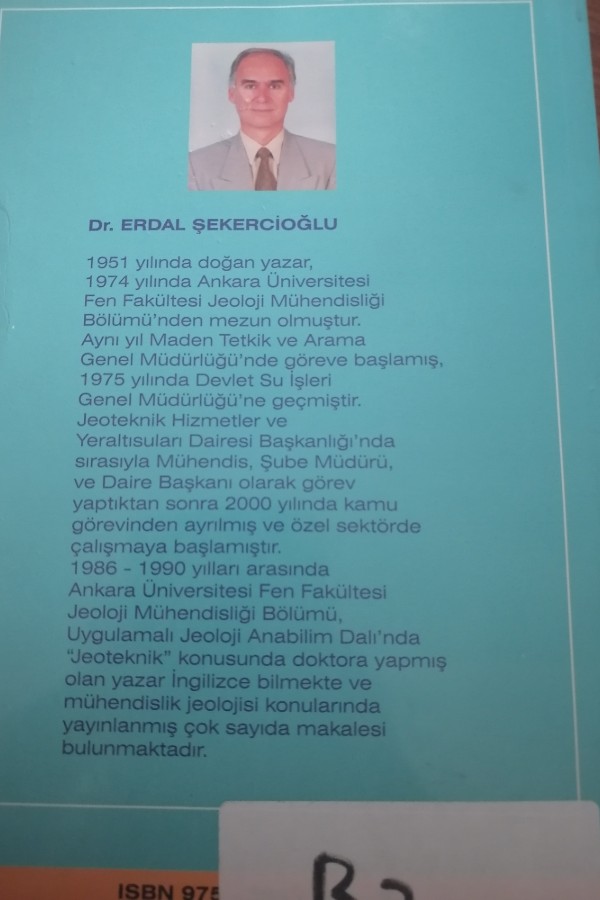 Dr. ERDAL ŞEKERCİOĞLU
1951 yılında doğan yazar,
1974 yılında Ankara Üniversitesi
Fen Fakültesi Jeoloji Mühendisliği
Bölümü'nden mezun olmuştur.
Aynı yıl Maden Tetkik ve Arama
Genel Müdürlüğü'nde göreve başlamış,
1975 yılında Devlet Su İşleri
Genel Müdürlüğü'ne geçmiştir.
Jeoteknik Hizmetler ve
Yeraltısuları Dairesi Başkanlığı'nda
sırasıyla Mühendis, Şube Müdürü,
ve Daire Başkanı olarak görev
yaptıktan sonra 2000 yılında kamu
görevinden ayrılmış ve özel sektörde
çalışmaya başlamıştır.
1986 - 1990 yılları arasında
Ankara Üniversitesi Fen Fakültesi
Jeoloji Mühendisliği Bölümü,
Uygulamalı Jeoloji Anabilim Dalı'nda
"Jeoteknik" konusunda doktora yapmış
olan yazar İngilizce bilmekte ve
mühendislik jeolojisi konularında
yayınlanmış çok sayıda makalesi
bulunmaktadır.
ISBN 975